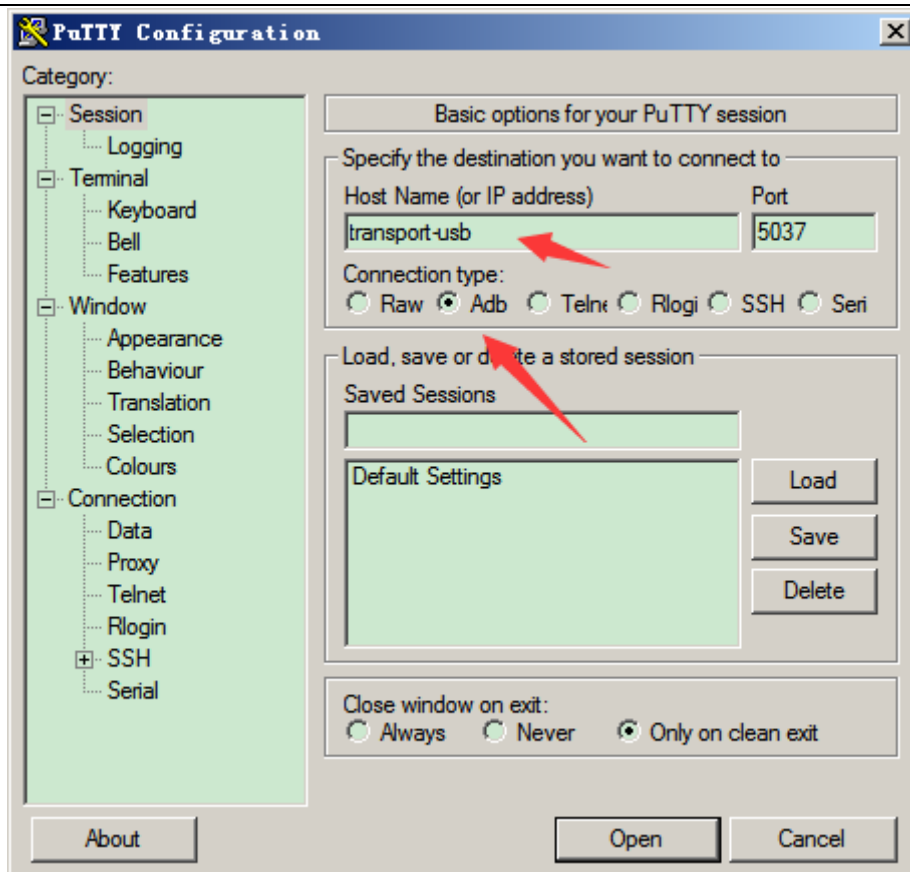 PuTTY Configuration
Category:
Session
Logging
Terminal
Keyboard
Bell
Features
Window
Appearance
Behaviour
Translation
Selection
Colours
Connection
Data
Proxy
Telnet
Rlogin
SSH
Serial
Basic options for your PuTTY session
Specify the destination you want to connect to
Host Name (or IP address) Port
transport-usb 5037
Connection type:
Raw Adb Telne Rlogi SSH Seri
Load, save or delete a stored session
Saved Sessions
Default Settings
Load
Save
Delete
Close window on exit:
Always Never Only on clean exit
About Open Cancel